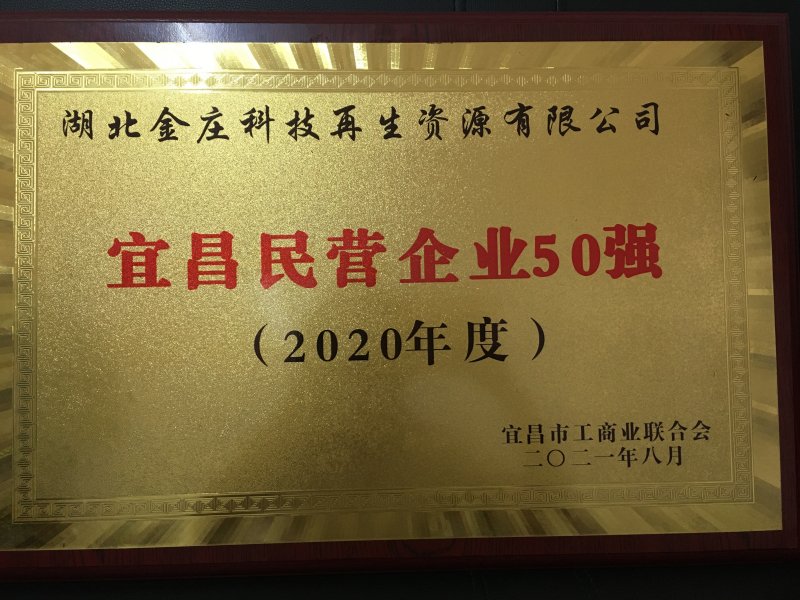 湖北金庄科技再生资源有限公司
宜昌民营企业50强
（2020年度）
宜昌市工商业联合会
二〇二一年八月